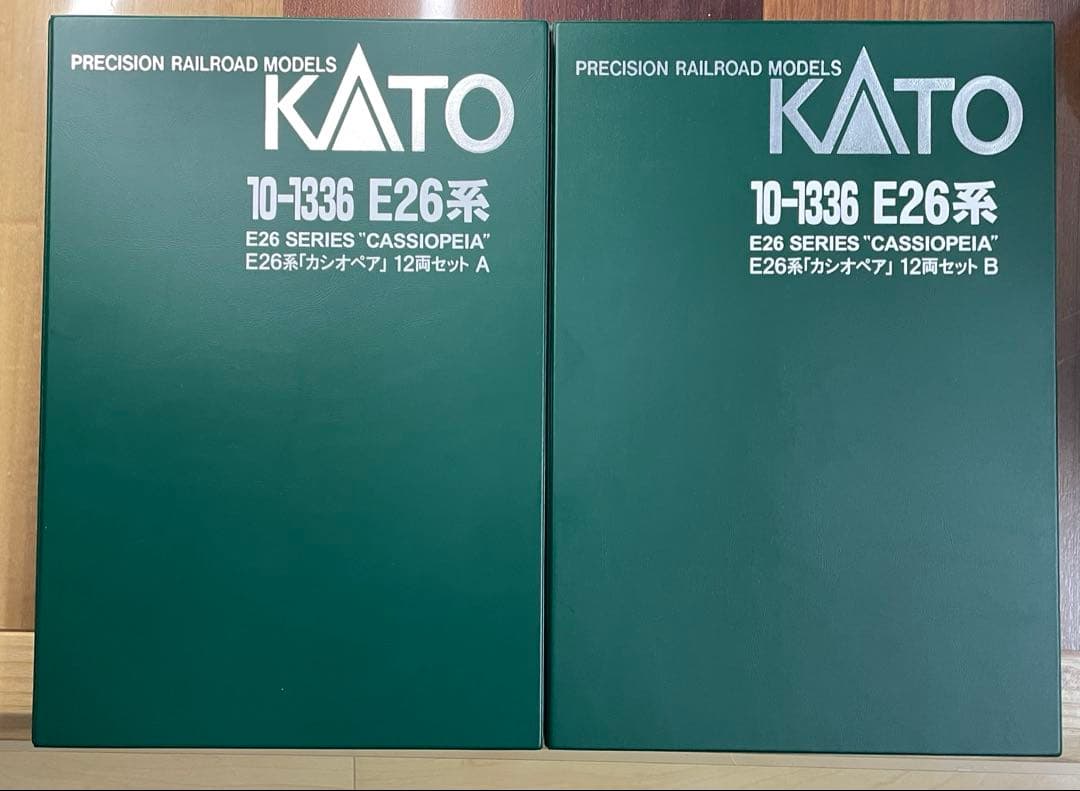 PRECISION RAILROAD MODELS
KATO
10-1336 E26系
E26 SERIES "CASSIOPEIA"
E26系「カシオペア」12両セット A
PRECISION RAILROAD MODELS
KATO
10-1336 E26系
E26 SERIES "CASSIOPEIA"
E26系「カシオペア」12両セット B